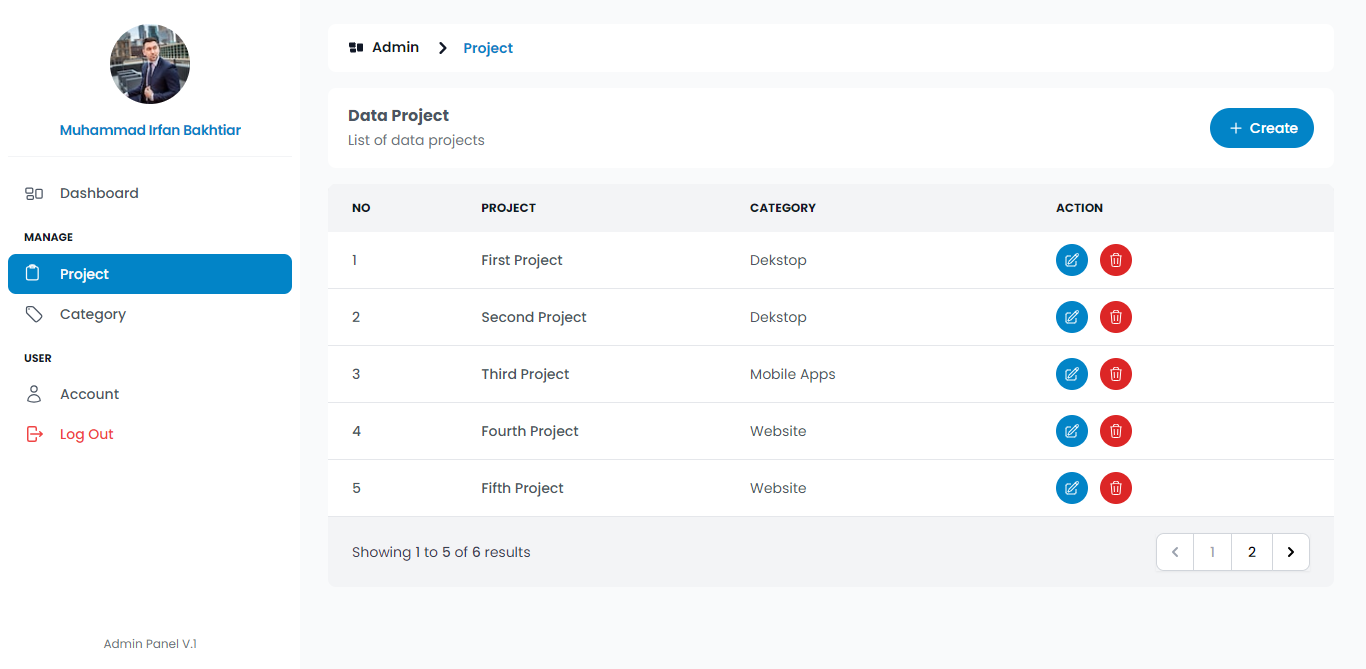 Muhammad Irfan Bakhtiar
Dashboard
MANAGE
Project
Category
USER
Account
Log Out
Admin Panel V.1
Admin Project
Data Project
List of data projects
Create
NO PROJECT CATEGORY ACTION
1 First Project Dekstop
2 Second Project Dekstop
3 Third Project Mobile Apps
4 Fourth Project Website
5 Fifth Project Website
Showing 1 to 5 of 6 results
1 2